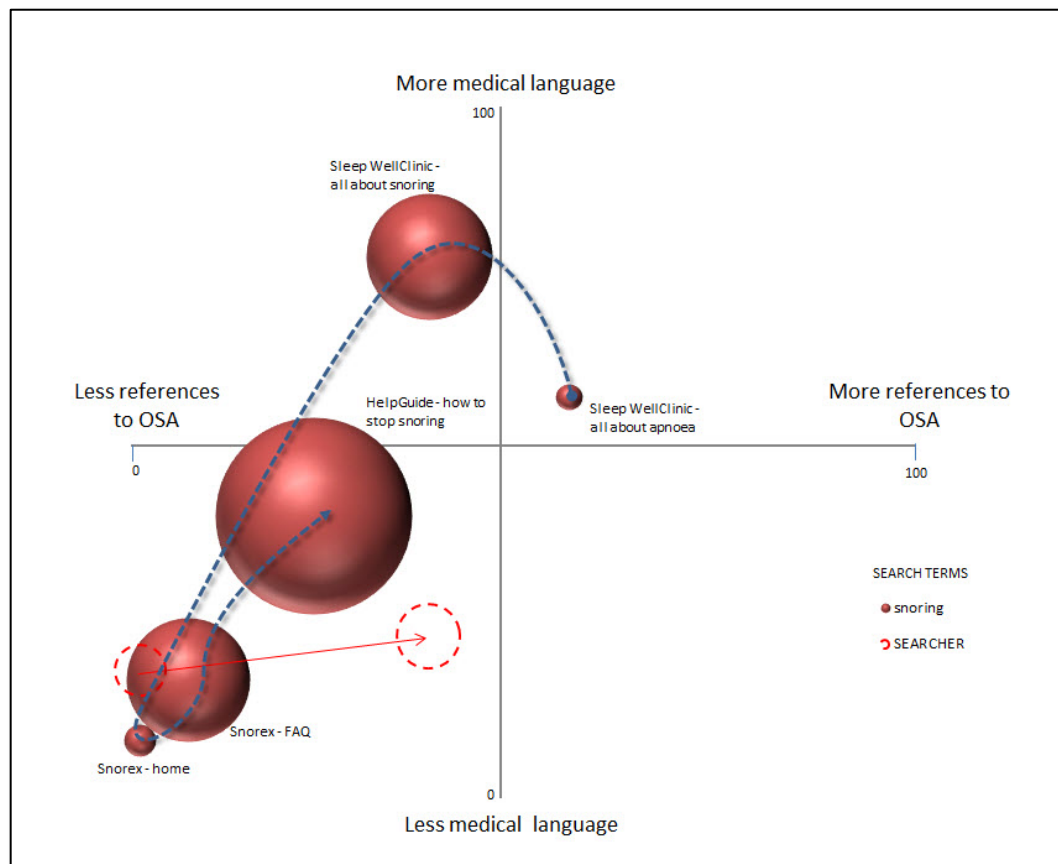 More medical language
100
Sleep WellClinic -
all about snoring
Less references
to OSA
HelpGuide - how to
stop snoring
Sleep WellClinic -
all about apnoea
More references to
OSA
0
100
SEARCH TERMS
snoring
SEARCHER
Snorex - FAQ
Snorex - home
0
Less medical language